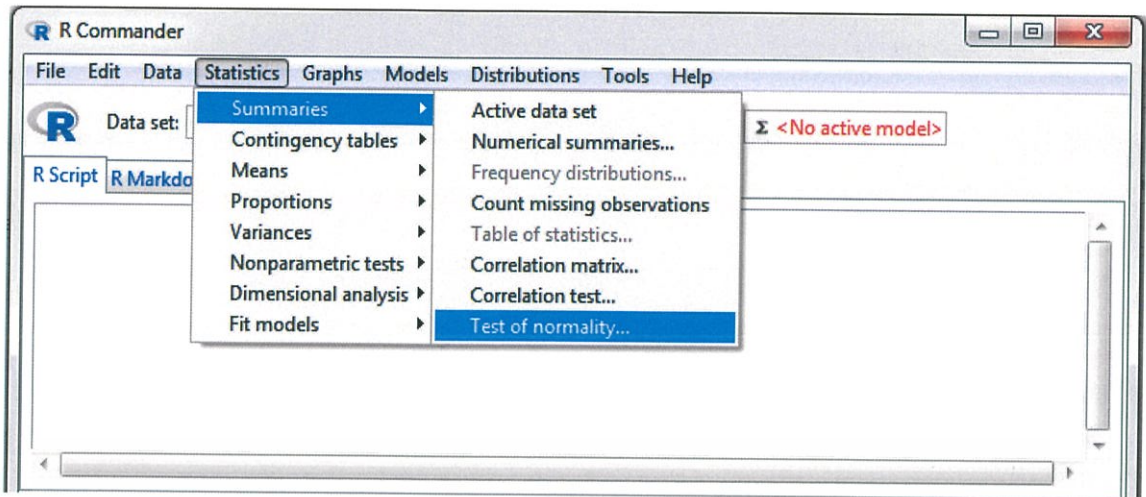 R Commander
File Edit Data Statistics Graphs Models Distributions Tools Help
Data set:
Σ <No active model>
R Script R Markdo
Summaries
Contingency tables
Means
Proportions
Variances
Nonparametric tests
Dimensional analysis
Fit models
Active data set
Numerical summaries...
Frequency distributions...
Count missing observations
Table of statistics...
Correlation matrix...
Correlation test...
Test of normality...